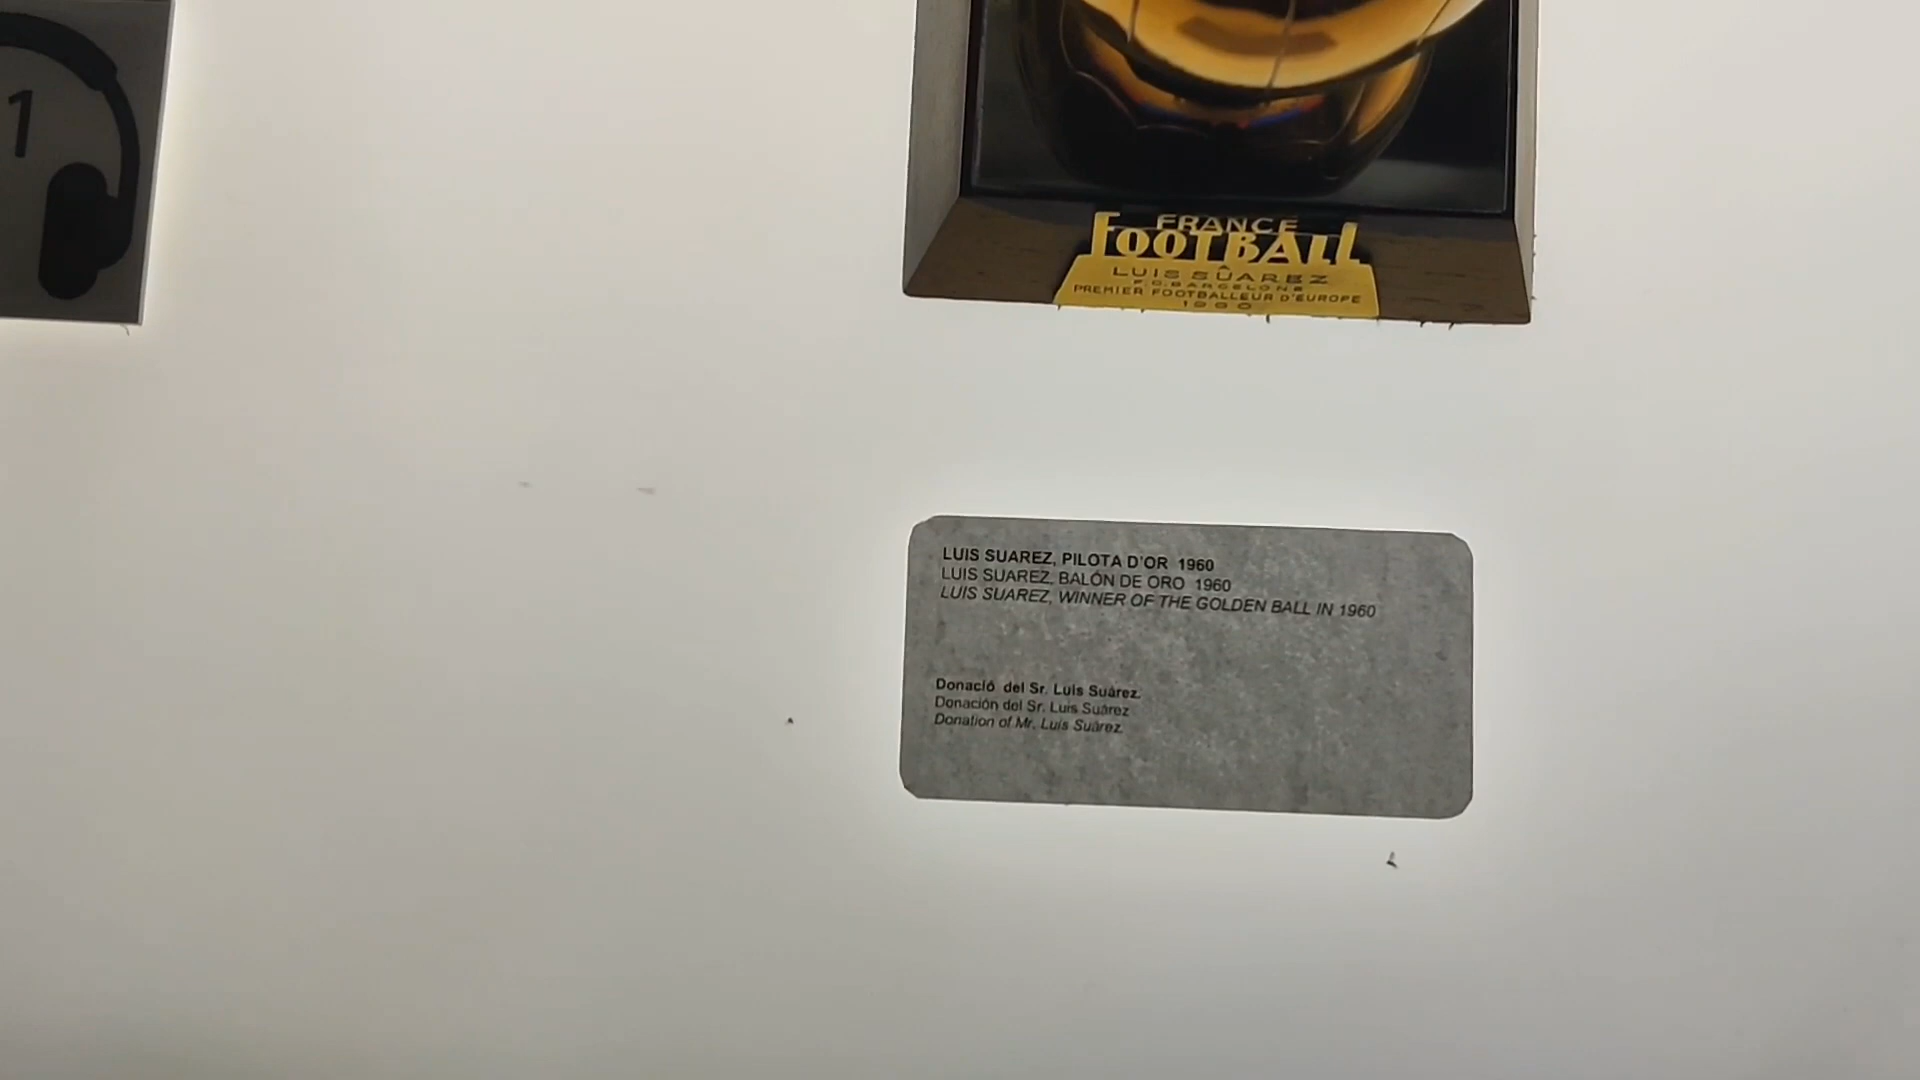 1
FRANCE
FOOTBALL
LUIS SUAREZ
F.C.BARCELONE
PREMIER FOOTBALLEUR D'EUROPE
1960
LUIS SUAREZ, PILOTA D'OR 1960
LUIS SUAREZ, BALÓN DE ORO 1960
LUIS SUAREZ, WINNER OF THE GOLDEN BALL IN 1960
Donació del Sr. Luis Suárez.
Donación del Sr. Luis Suárez
Donation of Mr. Luis Suárez.